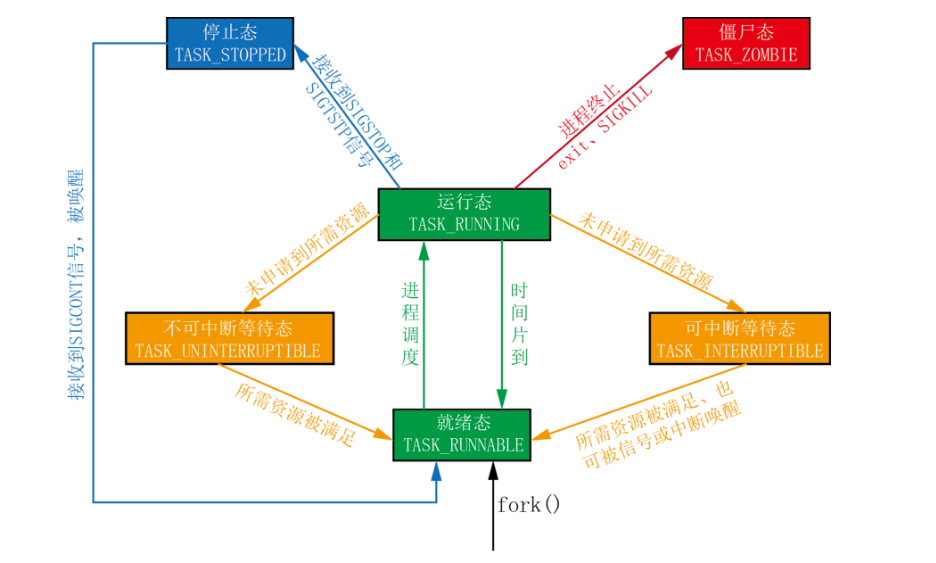 停止态
TASK_STOPPED
僵尸态
TASK_ZOMBIE
接收到SIGSTOP和
SIGTSTP信号
进程终止
exit、SIGKILL
接收到SIGCONT信号，被唤醒
运行态
TASK_RUNNING
未申请到所需资源
未申请到所需资源
进程调度
时间片到
不可中断等待态
TASK_UNINTERRUPTIBLE
可中断等待态
TASK_INTERRUPTIBLE
所需资源被满足
所需资源被满足、也
可被信号或中断唤醒
就绪态
TASK_RUNNABLE
fork()